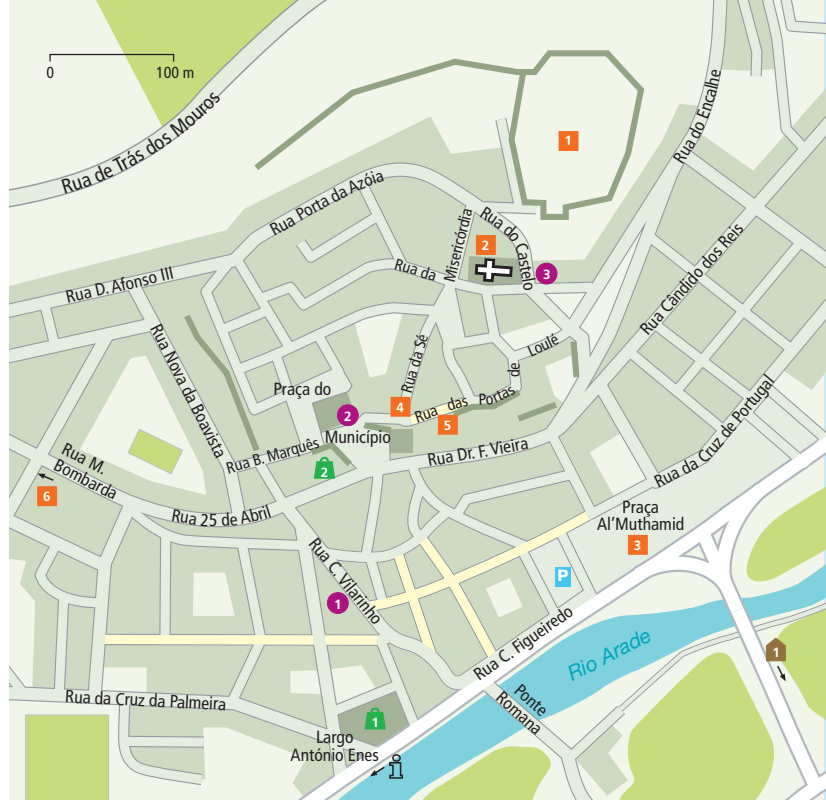 0
100 m
Rua de Trás dos Mouros
Rua do Encalhe
1
Rua Porta da Azóia
Misericórdia
Rua do Castelo
2
3
Rua da
Rua D. Afonso III
Rua Cândido dos Reis
Rua Nova da Boavista
Rua da Sé
Loulé
de
Portas
Rua das
Praça do
2
Município
4
5
Rua B. Marquês
2
Rua Dr. F. Vieira
Rua da Cruz de Portugal
Rua M.
Bombarda
6
Rua 25 de Abril
Praça
Al'Muthamid
3
P
Rua C. Vilarinho
1
Rua C. Figueiredo
Rio Arade
1
Ponte
Romana
Rua da Cruz da Palmeira
1
Largo
António Enes
i